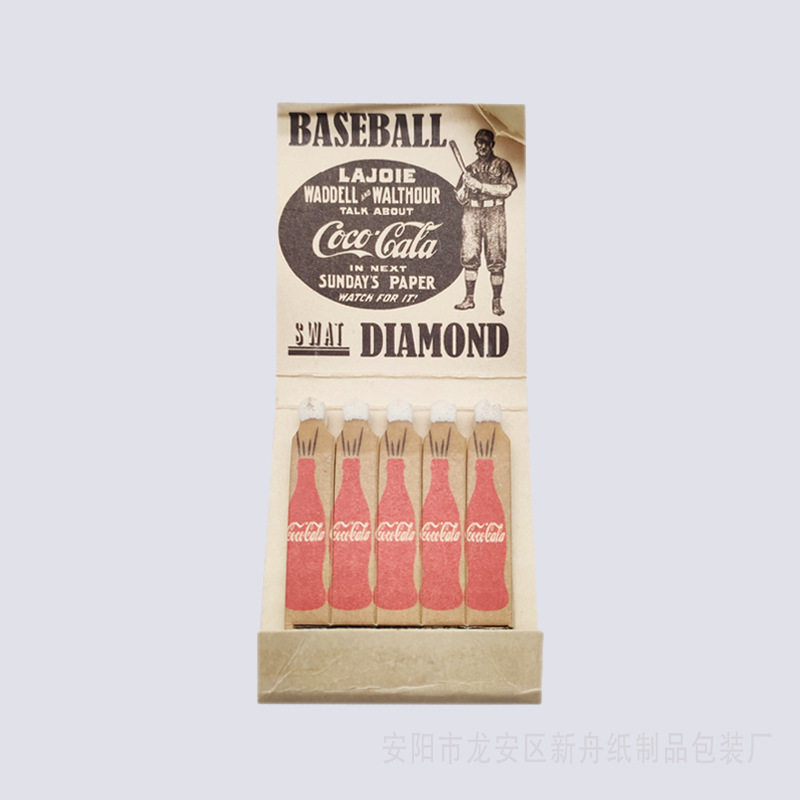 BASEBALL
LAJOIE
WADDELL AND WALTHOUR
TALK ABOUT
Coco-Cala
IN NEXT
SUNDAY'S PAPER
WATCH FOR IT!
SWAT DIAMOND
Coca-Cola Coca-Cola Coca-Cola Coca-Cola Coca-Cola
安阳市龙安区新舟纸制品包装厂